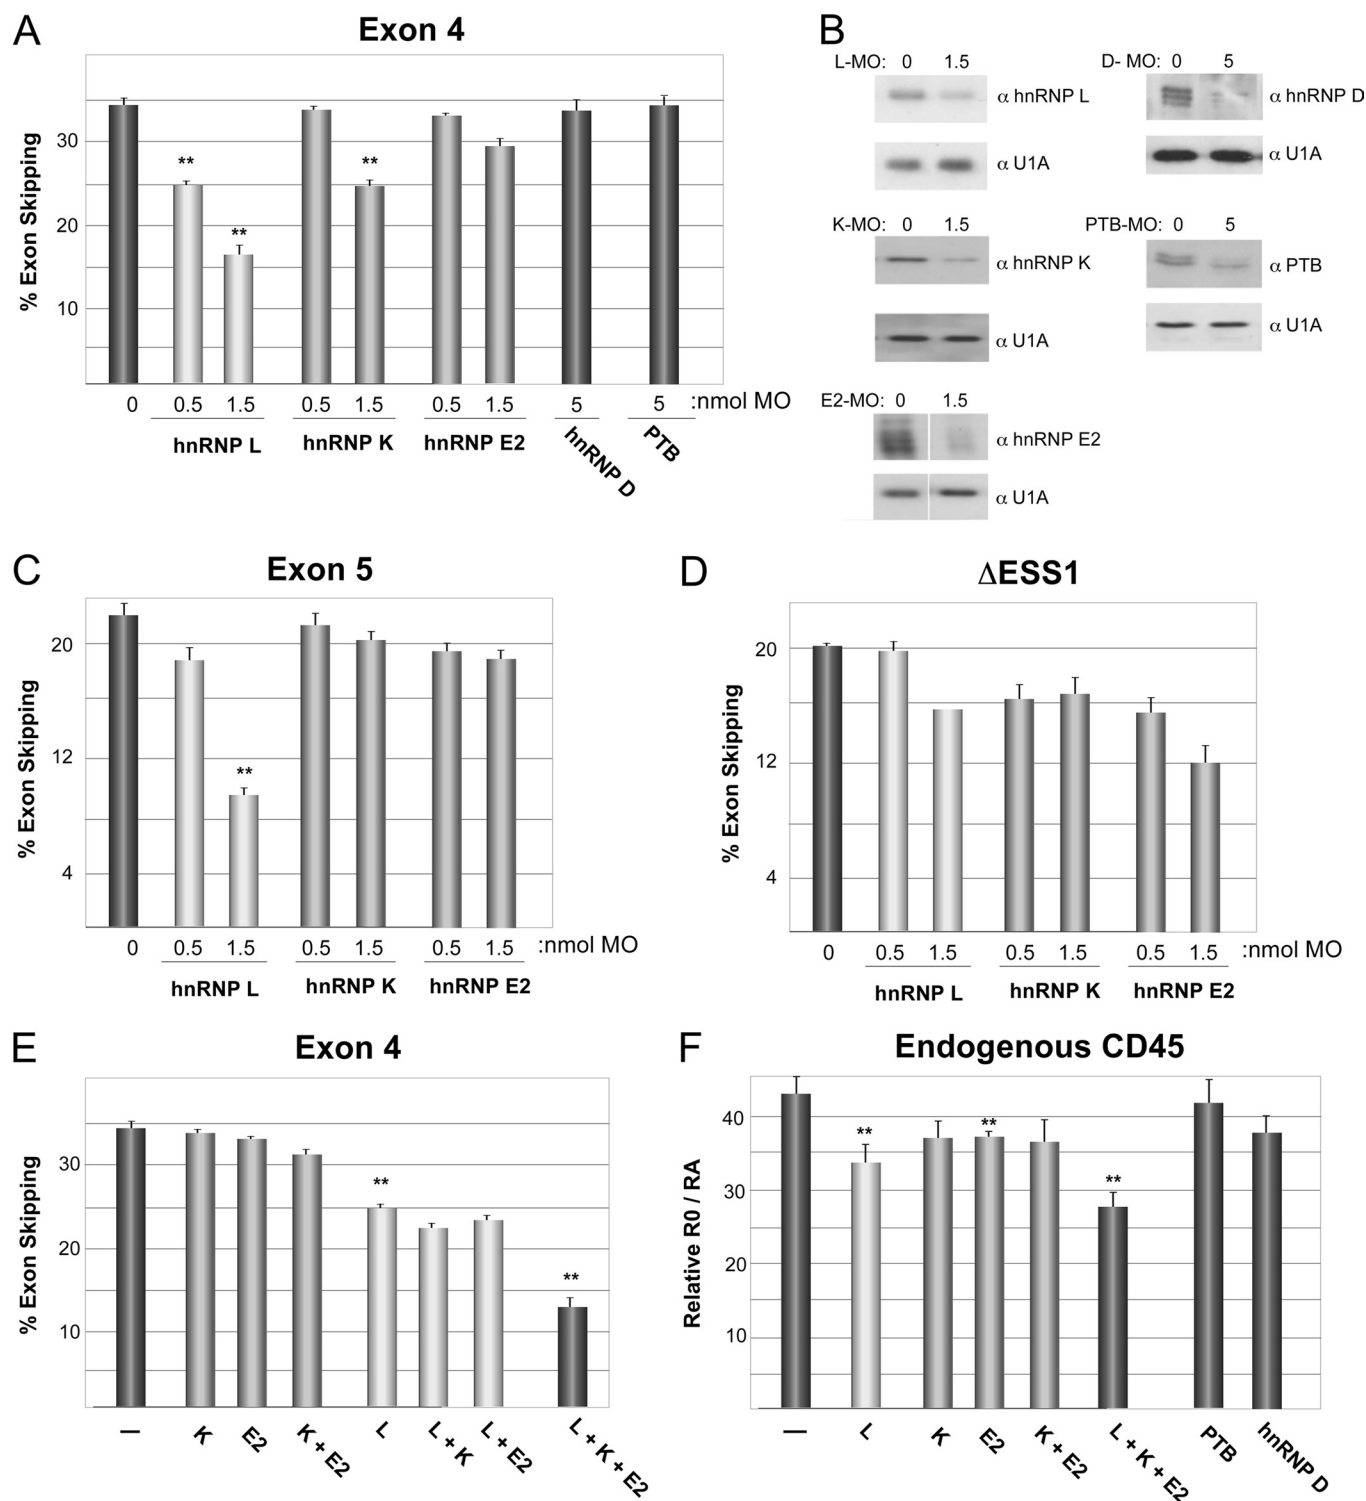 A
Exon 4
% Exon Skipping
30
20
10
**
**
**
0 0.5 1.5 0.5 1.5 0.5 1.5 5 5 :nmol MO
hnRNP L hnRNP K hnRNP E2 hnRNP D PTB
B
L-MO: 0 1.5
α hnRNP L
α U1A
D- MO: 0 5
α hnRNP D
α U1A
K-MO: 0 1.5
α hnRNP K
α U1A
PTB-MO: 0 5
α PTB
α U1A
E2-MO: 0 1.5
α hnRNP E2
α U1A
C
Exon 5
% Exon Skipping
20
12
4
**
0 0.5 1.5 0.5 1.5 0.5 1.5 :nmol MO
hnRNP L hnRNP K hnRNP E2
D
ΔESS1
% Exon Skipping
20
12
4
0 0.5 1.5 0.5 1.5 0.5 1.5 :nmol MO
hnRNP L hnRNP K hnRNP E2
E
Exon 4
% Exon Skipping
30
20
10
**
**
— K E2 K + E2 L L + K L + E2 L + K + E2
F
Endogenous CD45
Relative R0 / RA
40
30
20
10
**
**
**
— L K E2 K + E2 L + K + E2 PTB hnRNP D